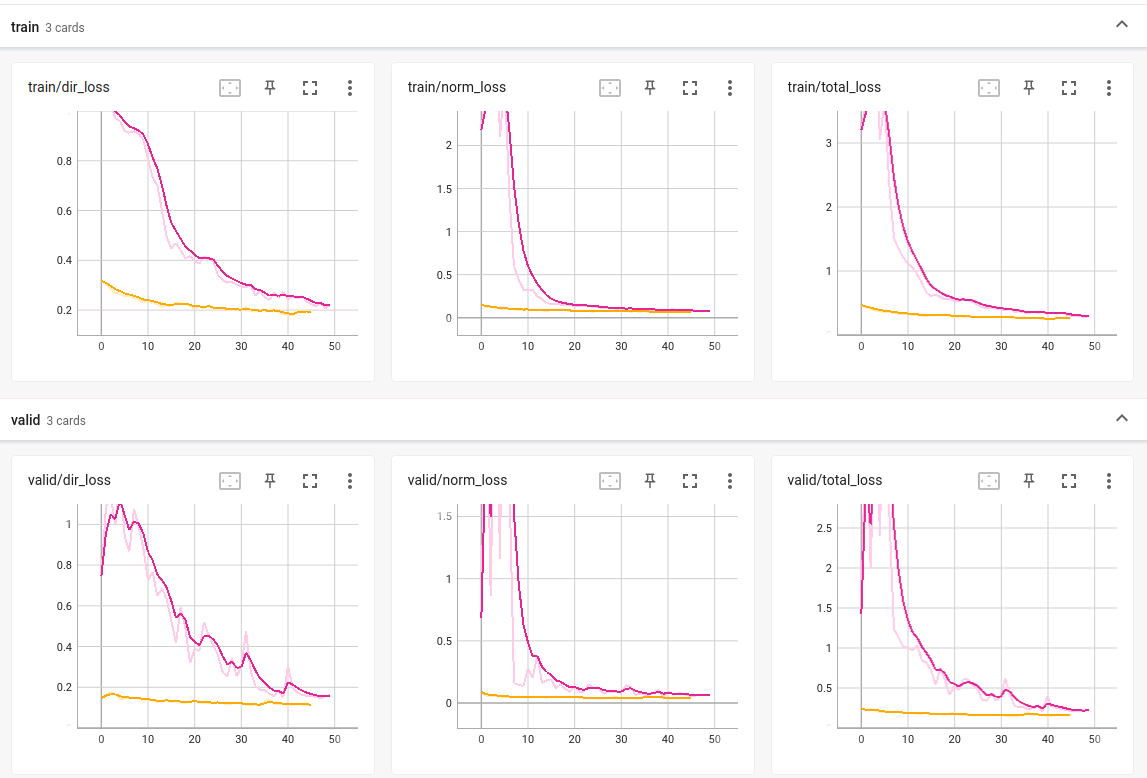 train 3 cards
train/dir_loss
0.8
0.6
0.4
0.2
0 10 20 30 40 50
train/norm_loss
2
1.5
1
0.5
0
0 10 20 30 40 50
train/total_loss
3
2
1
0 10 20 30 40 50
valid 3 cards
valid/dir_loss
1
0.8
0.6
0.4
0.2
0 10 20 30 40 50
valid/norm_loss
1.5
1
0.5
0
0 10 20 30 40 50
valid/total_loss
2.5
2
1.5
1
0.5
0 10 20 30 40 50